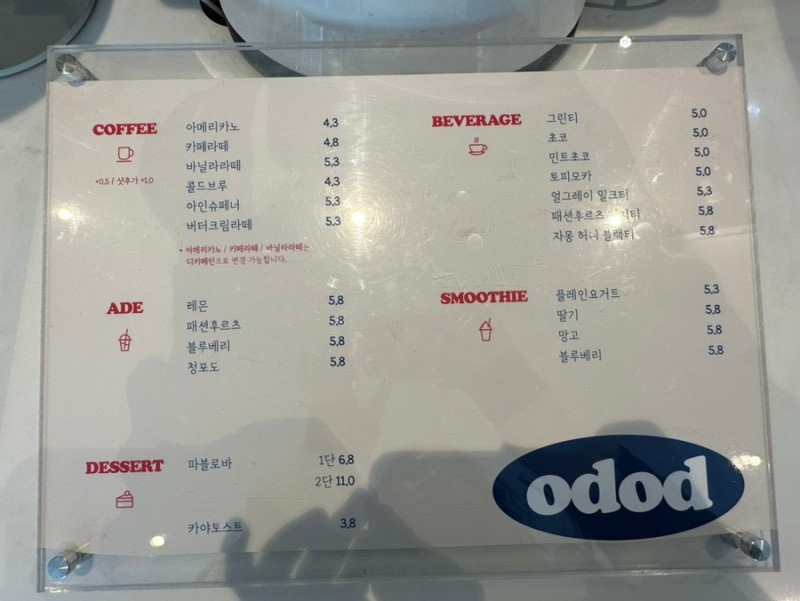 COFFEE
+0.5 / 샷추가 +1.0
아메리카노 4,3
카페라떼 4,8
바닐라라떼 5,3
콜드브루 4,3
아인슈페너 5,3
버터크림라떼 5,3
* 아메리카노 / 카페라떼 / 바닐라라떼는
디카페인으로 변경 가능합니다.
BEVERAGE
그린티 5,0
초코 5,0
민트초코 5,0
토피모카 5,0
얼그레이 밀크티 5,3
패션후르츠 5,8
자몽 허니 블랙티 5,8
ADE
레몬 5,8
패션후르츠 5,8
블루베리 5,8
청포도 5,8
SMOOTHIE
플레인요거트 5,3
딸기 5,8
망고 5,8
블루베리 5,8
DESSERT
파블로바 1단 6,8
2단 11,0
카야토스트 3,8
odod